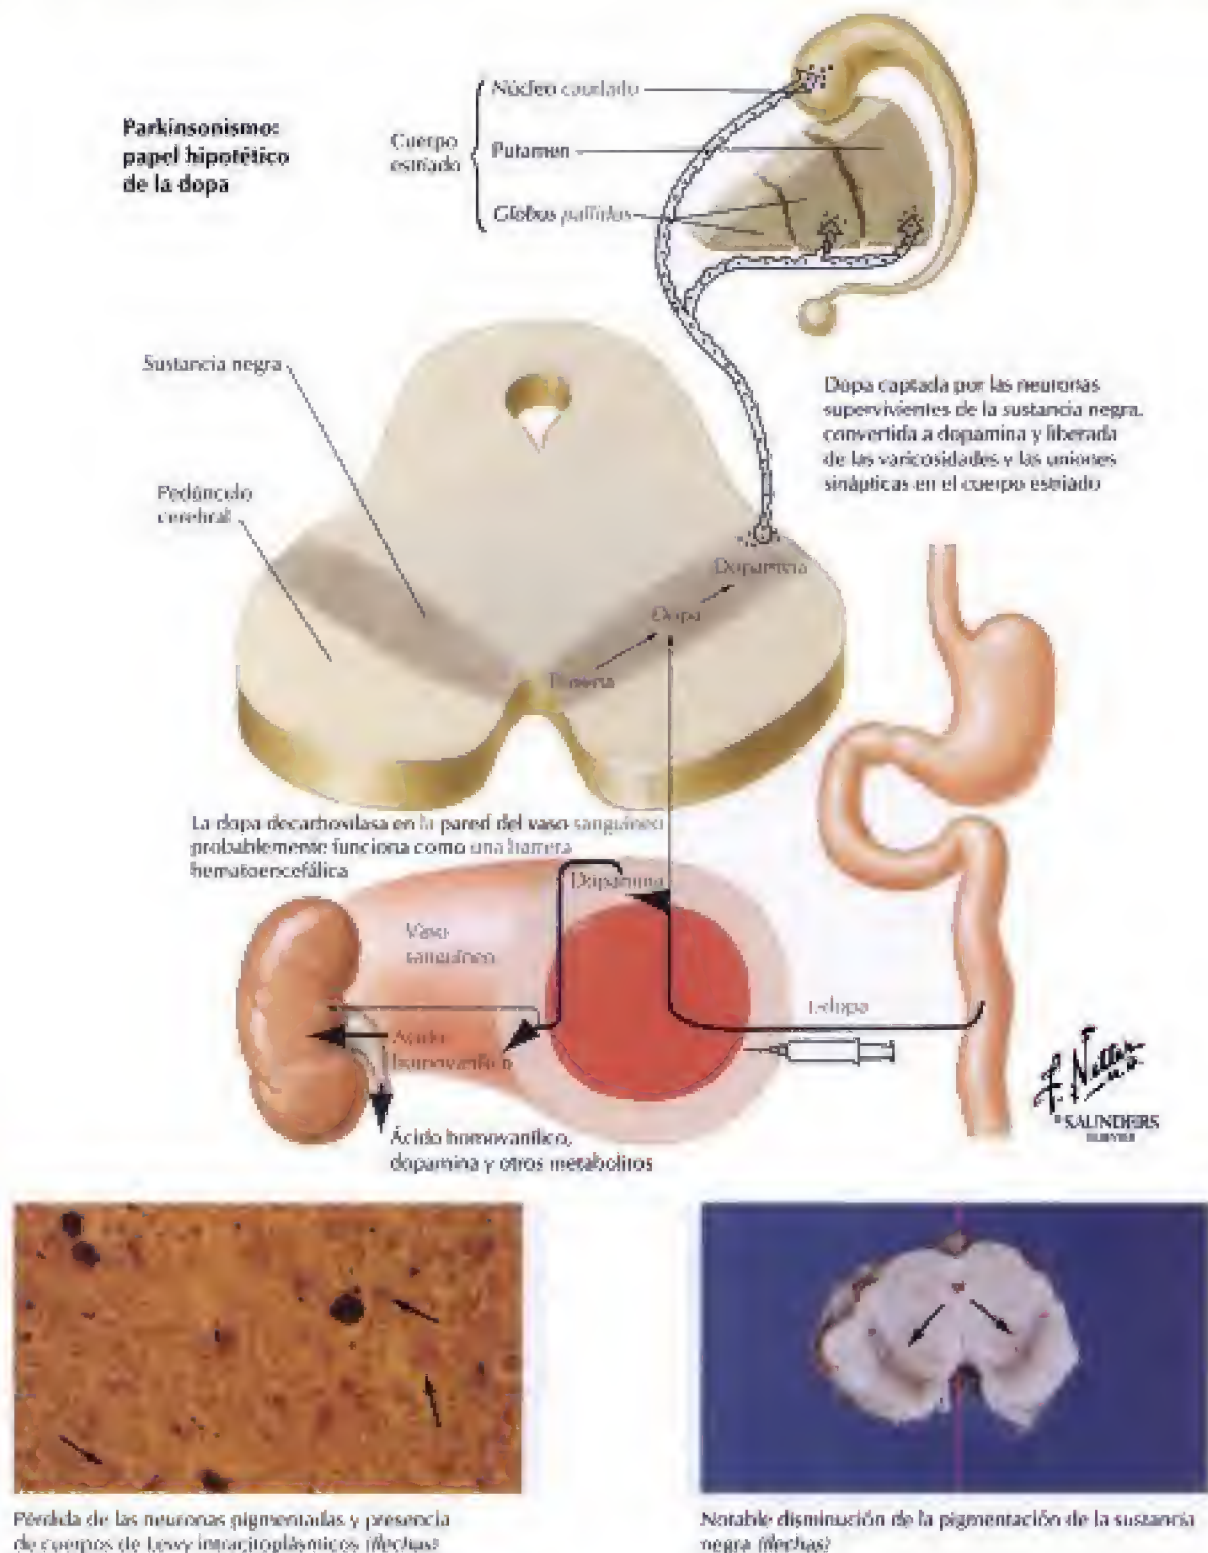 Parkinsonismo:
papel hipotético
de la dopa
Cuerpo
estriado
Núcleo caudado
Putamen
Globus pallidus
Sustancia negra
Pedúnculo
cerebral
Dopa captada por las neuronas
supervivientes de la sustancia negra,
convertida a dopamina y liberada
de las varicosidades y las uniones
sinápticas en el cuerpo estriado
Dopamina
Dopa
La dopa decarboxilasa en la pared del vaso sanguíneo
probablemente funciona como una barrera
hematoencefálica
Dopamina
Vaso
sanguíneo
L-dopa
Ácido
homovanílico
Ácido homovanílico,
dopamina y otros metabolitos
F. Netter
M.D.
SAUNDERS
ELSEVIER
Pérdida de las neuronas pigmentadas y presencia
de cuerpos de Lewy intracitoplásmicos (flechas)
Notable disminución de la pigmentación de la sustancia
negra (flechas)